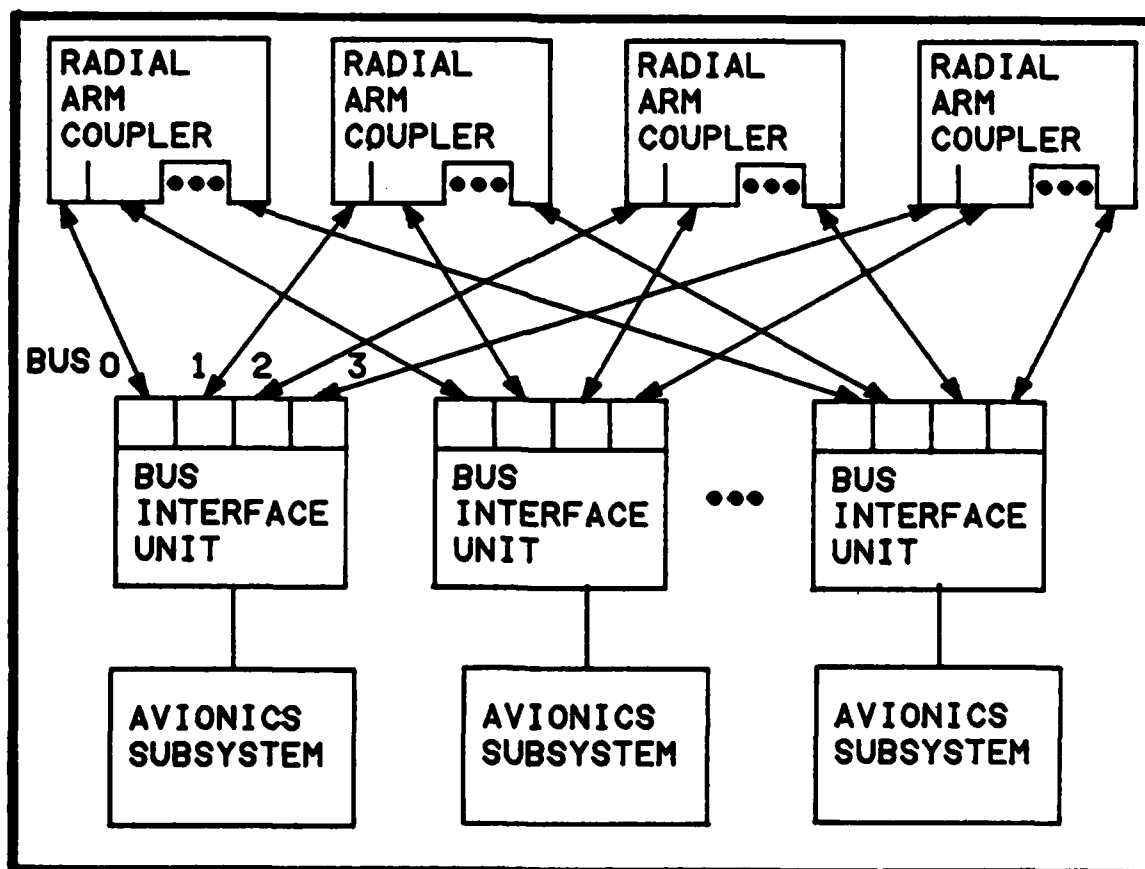 RADIAL
ARM
COUPLER
RADIAL
ARM
COUPLER
RADIAL
ARM
COUPLER
RADIAL
ARM
COUPLER
BUS 0 1 2 3
BUS
INTERFACE
UNIT
BUS
INTERFACE
UNIT
BUS
INTERFACE
UNIT
AVIONICS
SUBSYSTEM
AVIONICS
SUBSYSTEM
AVIONICS
SUBSYSTEM